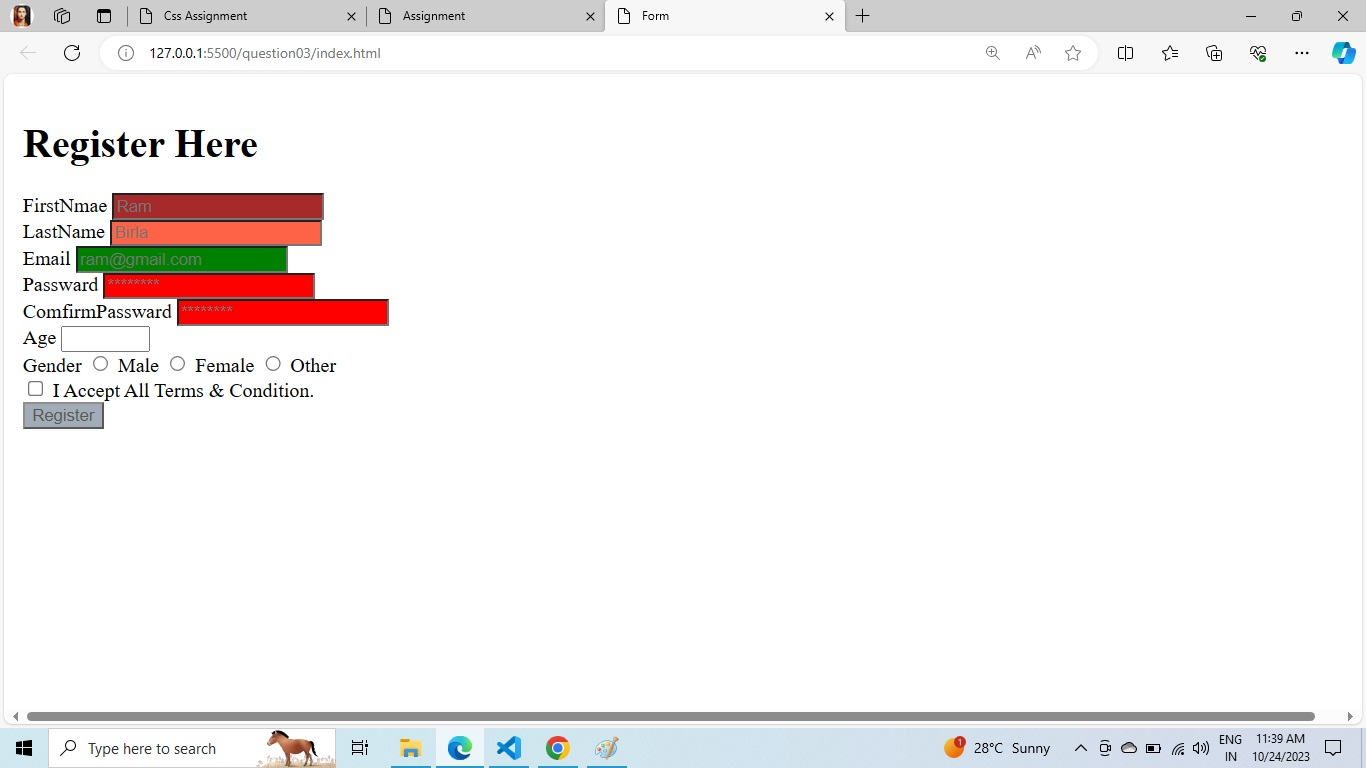 Css Assignment
Assignment
Form
127.0.0.1:5500/question03/index.html
Register Here
FirstNmae Ram
LastName Birla
Email ram@gmail.com
Passward ********
ComfirmPassward ********
Age
Gender Male Female Other
I Accept All Terms & Condition.
Register
Type here to search
1
28°C Sunny
ENG
IN
11:39 AM
10/24/2023